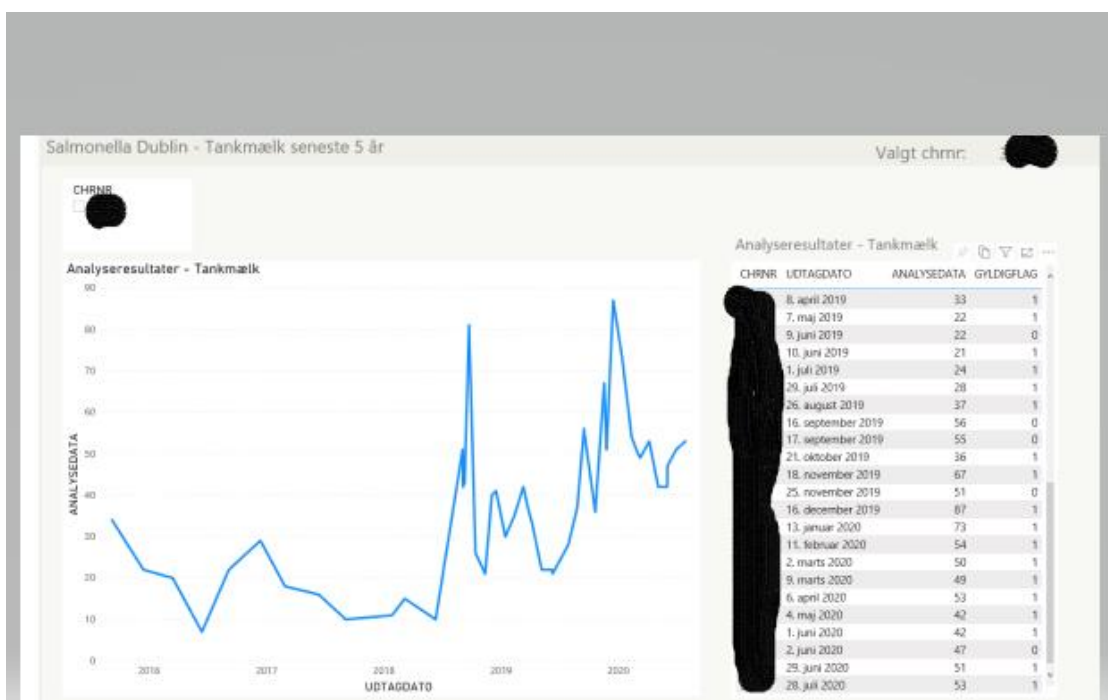 Salmonella Dublin - Tankmælk seneste 5 år
Valgt chrnr:
CHRNR
Analyseresultater - Tankmælk
90
80
70
60
50
40
30
20
10
0
ANALYSEDATA
2016 2017 2018 2019 2020
UDTAGDATO
Analyseresultater - Tankmælk
CHRNR UDTAGDATO ANALYSEDATA GYLDIGFLAG
8. april 2019 33 1
7. maj 2019 22 1
9. juni 2019 22 0
10. juni 2019 21 1
1. juli 2019 24 1
29. juli 2019 28 1
26. august 2019 37 1
16. september 2019 56 0
17. september 2019 55 0
21. oktober 2019 36 1
18. november 2019 67 1
25. november 2019 51 0
16. december 2019 87 1
13. januar 2020 73 1
11. februar 2020 54 1
2. marts 2020 50 1
9. marts 2020 49 1
6. april 2020 53 1
4. maj 2020 42 1
1. juni 2020 42 1
2. juni 2020 47 0
29. juni 2020 51 1
28. juli 2020 53 1